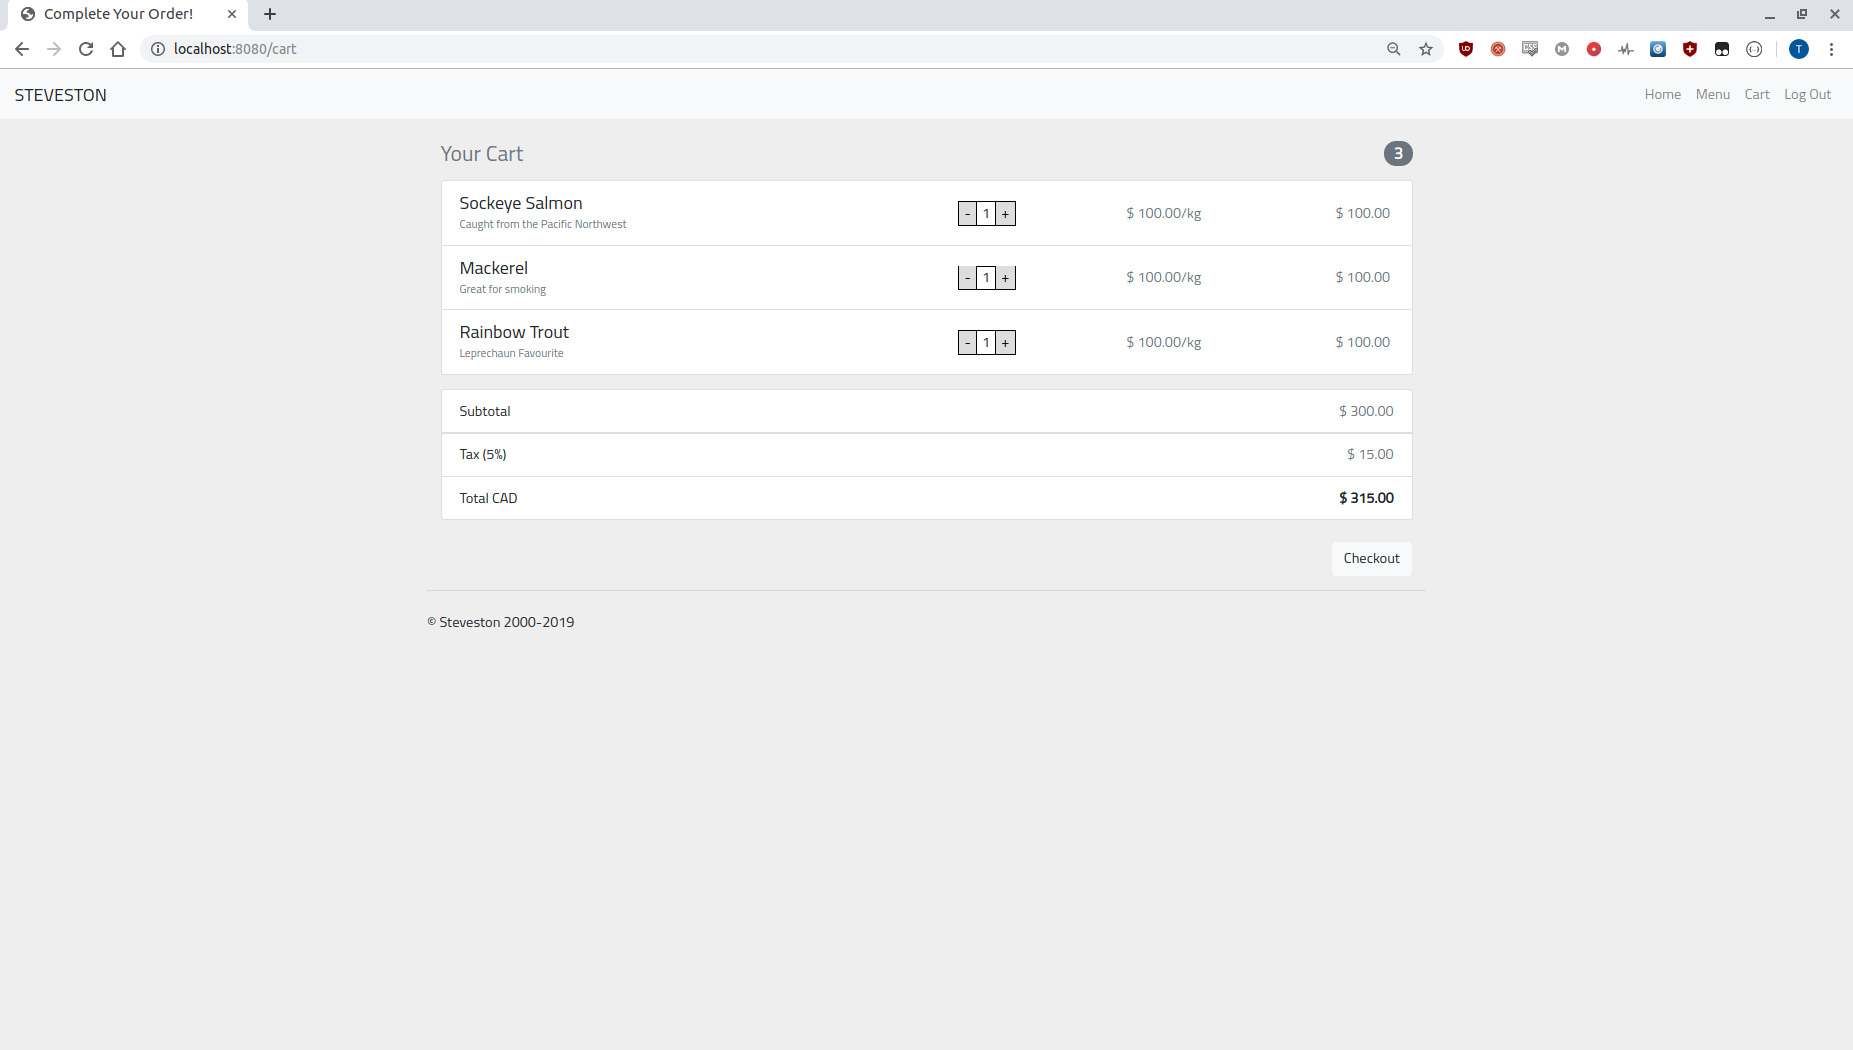 Complete Your Order!
localhost:8080/cart
T
STEVESTON
Home Menu Cart Log Out
Your Cart 3
Sockeye Salmon
Caught from the Pacific Northwest
- 1 + $ 100.00/kg $ 100.00
Mackerel
Great for smoking
- 1 + $ 100.00/kg $ 100.00
Rainbow Trout
Leprechaun Favourite
- 1 + $ 100.00/kg $ 100.00
Subtotal $ 300.00
Tax (5%) $ 15.00
Total CAD $ 315.00
Checkout
© Steveston 2000-2019